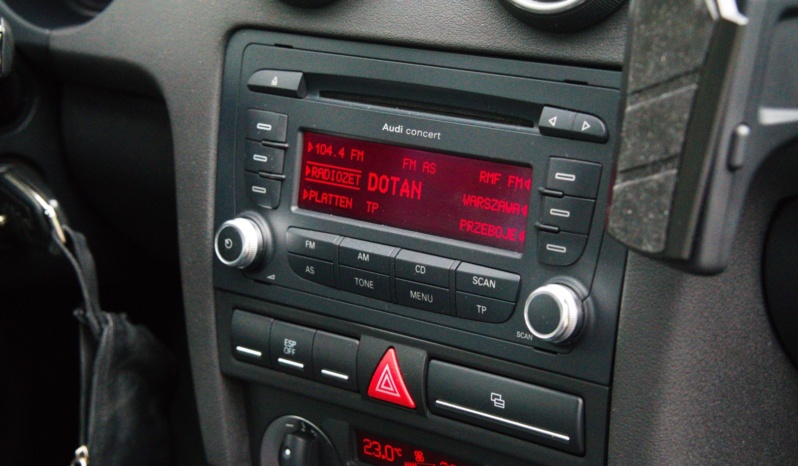 Audi concert
104.4 FM
FM AS
RMF FM
RADIOZET
DOTAN
WARSZAWA
PLATTEN
TP
PRZEBOJE
FM
AM
CD
SCAN
AS
TONE
MENU
TP
SCAN
ESP
OFF
23.0°C